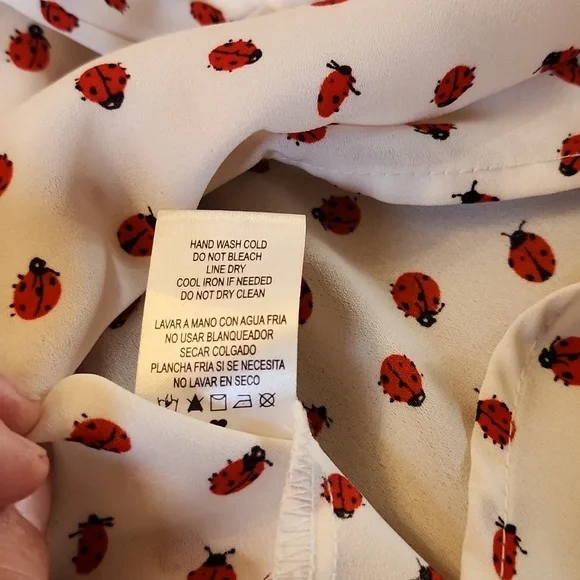 HAND WASH COLD
DO NOT BLEACH
LINE DRY
COOL IRON IF NEEDED
DO NOT DRY CLEAN
LAVAR A MANO CON AGUA FRIA
NO USAR BLANQUEADOR
SECAR COLGADO
PLANCHA FRIA SI SE NECESITA
NO LAVAR EN SECO